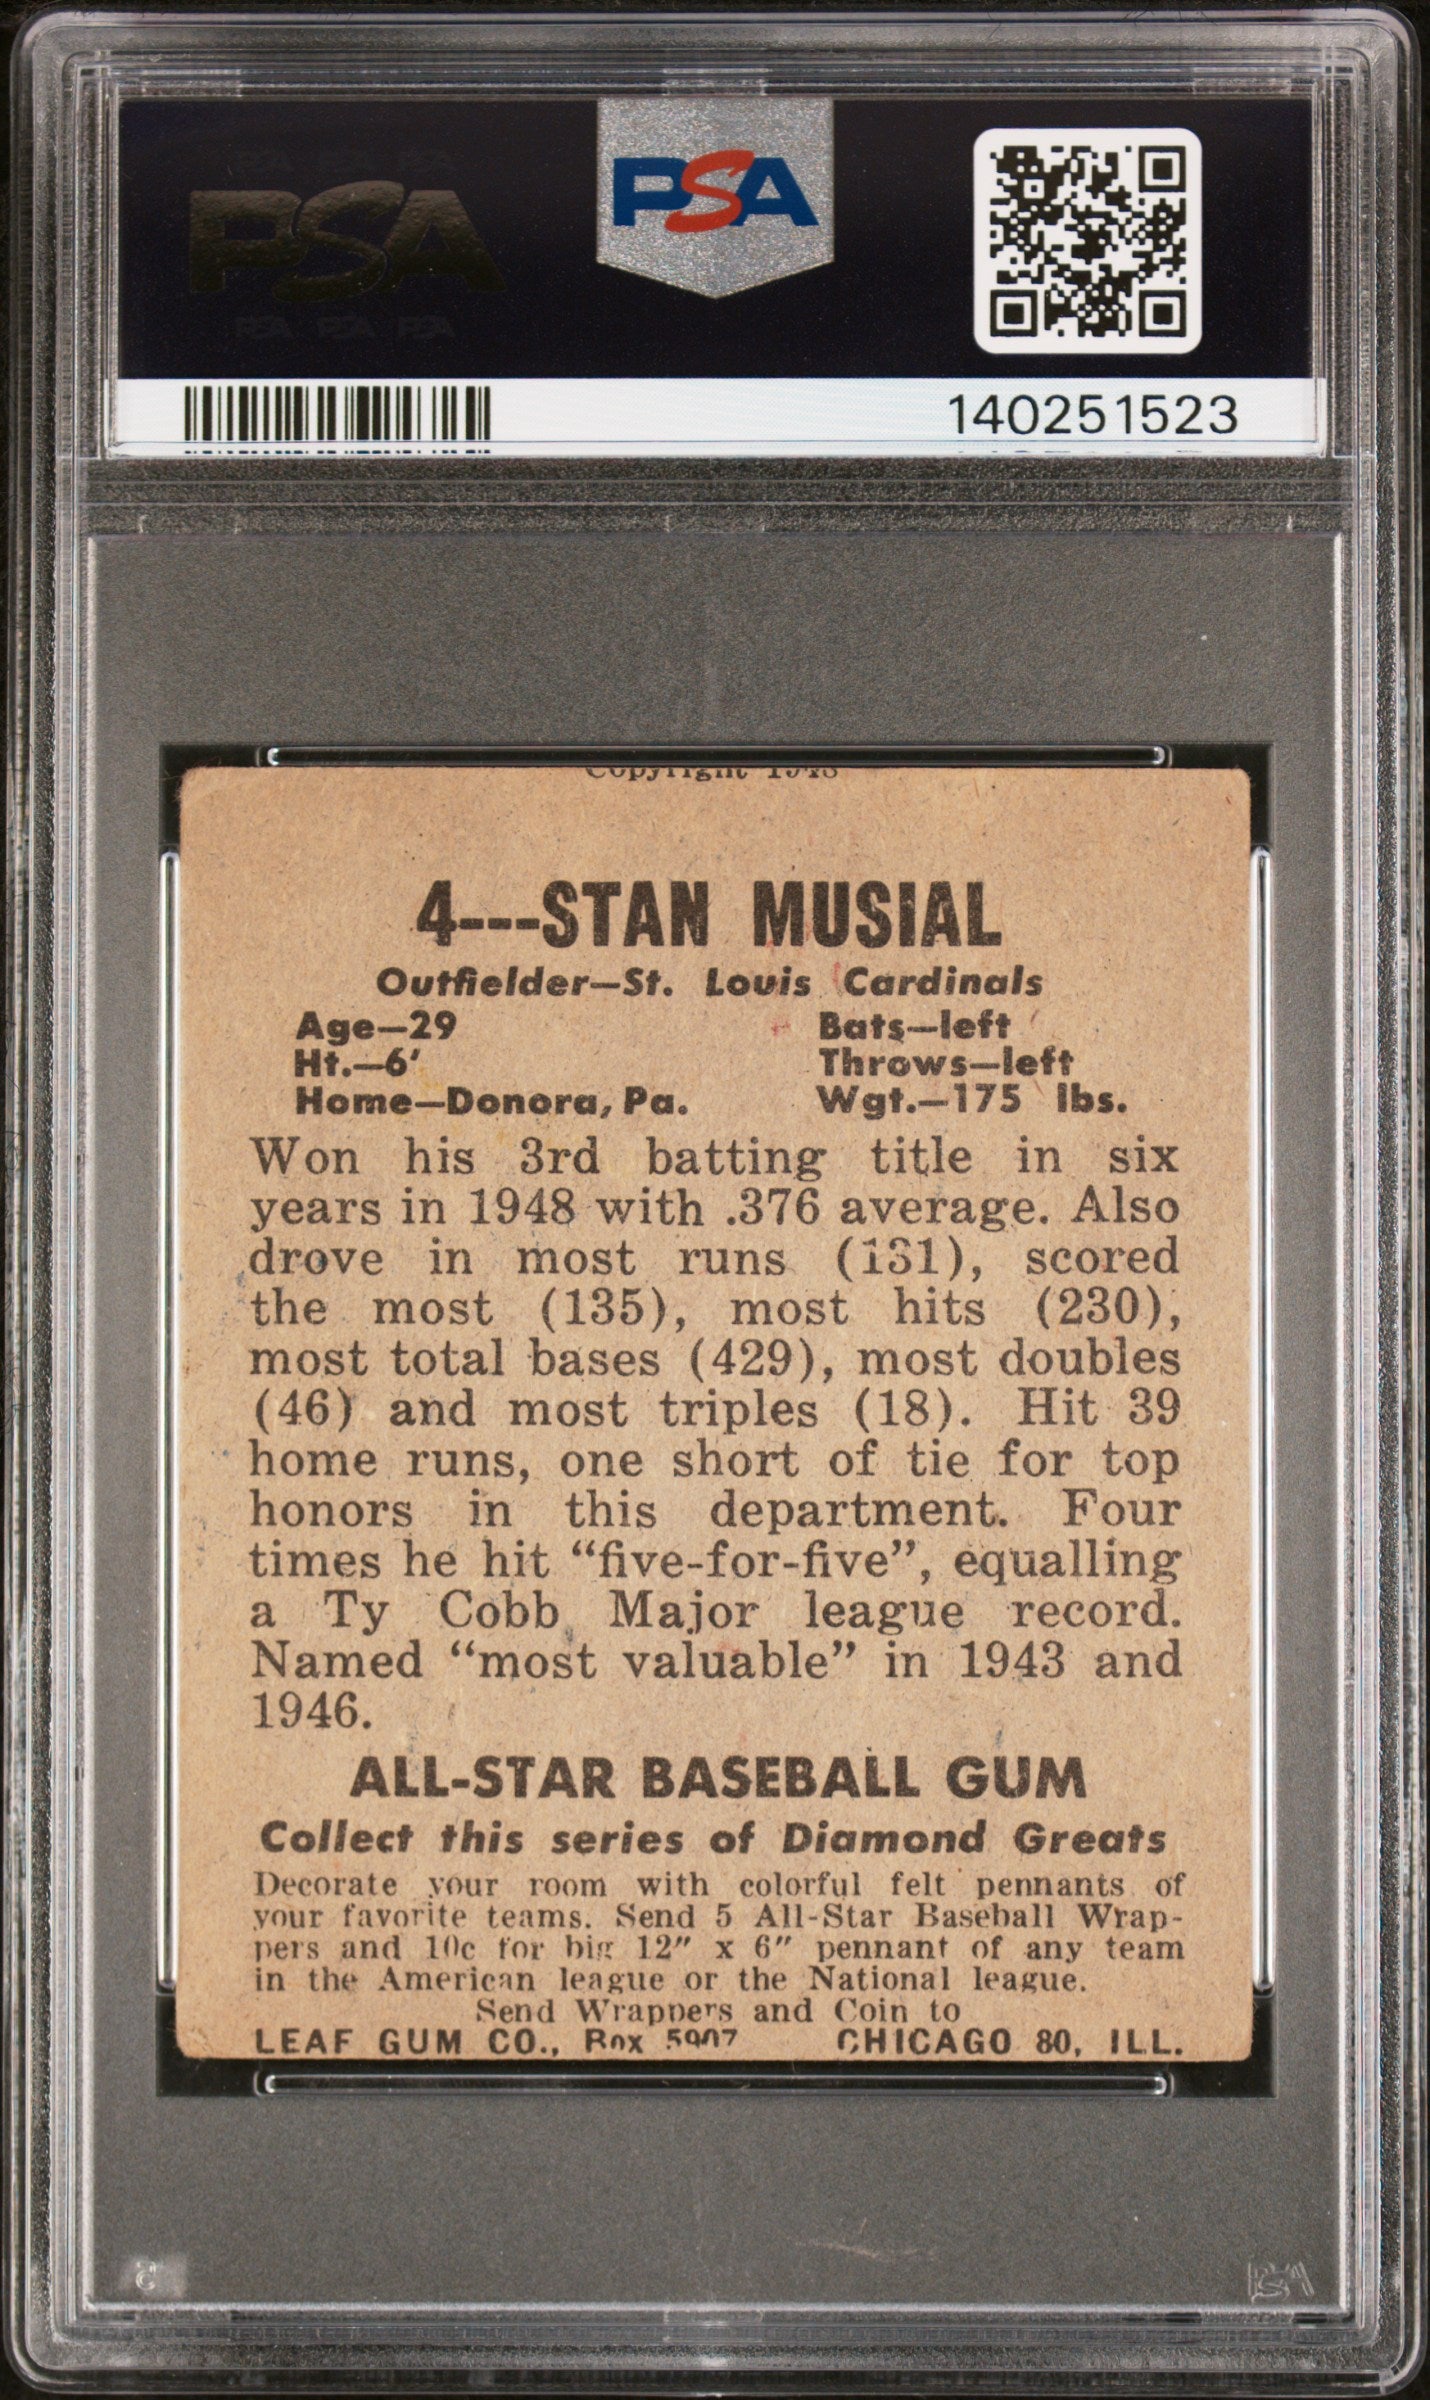 PSA PSA PSA
PSA
PSA PSA PSA
PSA
140251523
Copyright 1948
4---STAN MUSIAL
Outfielder—St. Louis Cardinals
Age—29 Bats—left
Ht.—6' Throws—left
Home—Donora, Pa. Wgt.—175 lbs.
Won his 3rd batting title in six
years in 1948 with .376 average. Also
drove in most runs (131), scored
the most (135), most hits (230),
most total bases (429), most doubles
(46) and most triples (18). Hit 39
home runs, one short of tie for top
honors in this department. Four
times he hit “five-for-five”, equalling
a Ty Cobb Major league record.
Named “most valuable” in 1943 and
1946.
ALL-STAR BASEBALL GUM
Collect this series of Diamond Greats
Decorate your room with colorful felt pennants of
your favorite teams. Send 5 All-Star Baseball Wrap-
pers and 10c for big 12″ x 6″ pennant of any team
in the American league or the National league.
Send Wrappers and Coin to
LEAF GUM CO., Box 5907 CHICAGO 80, ILL.
PSA